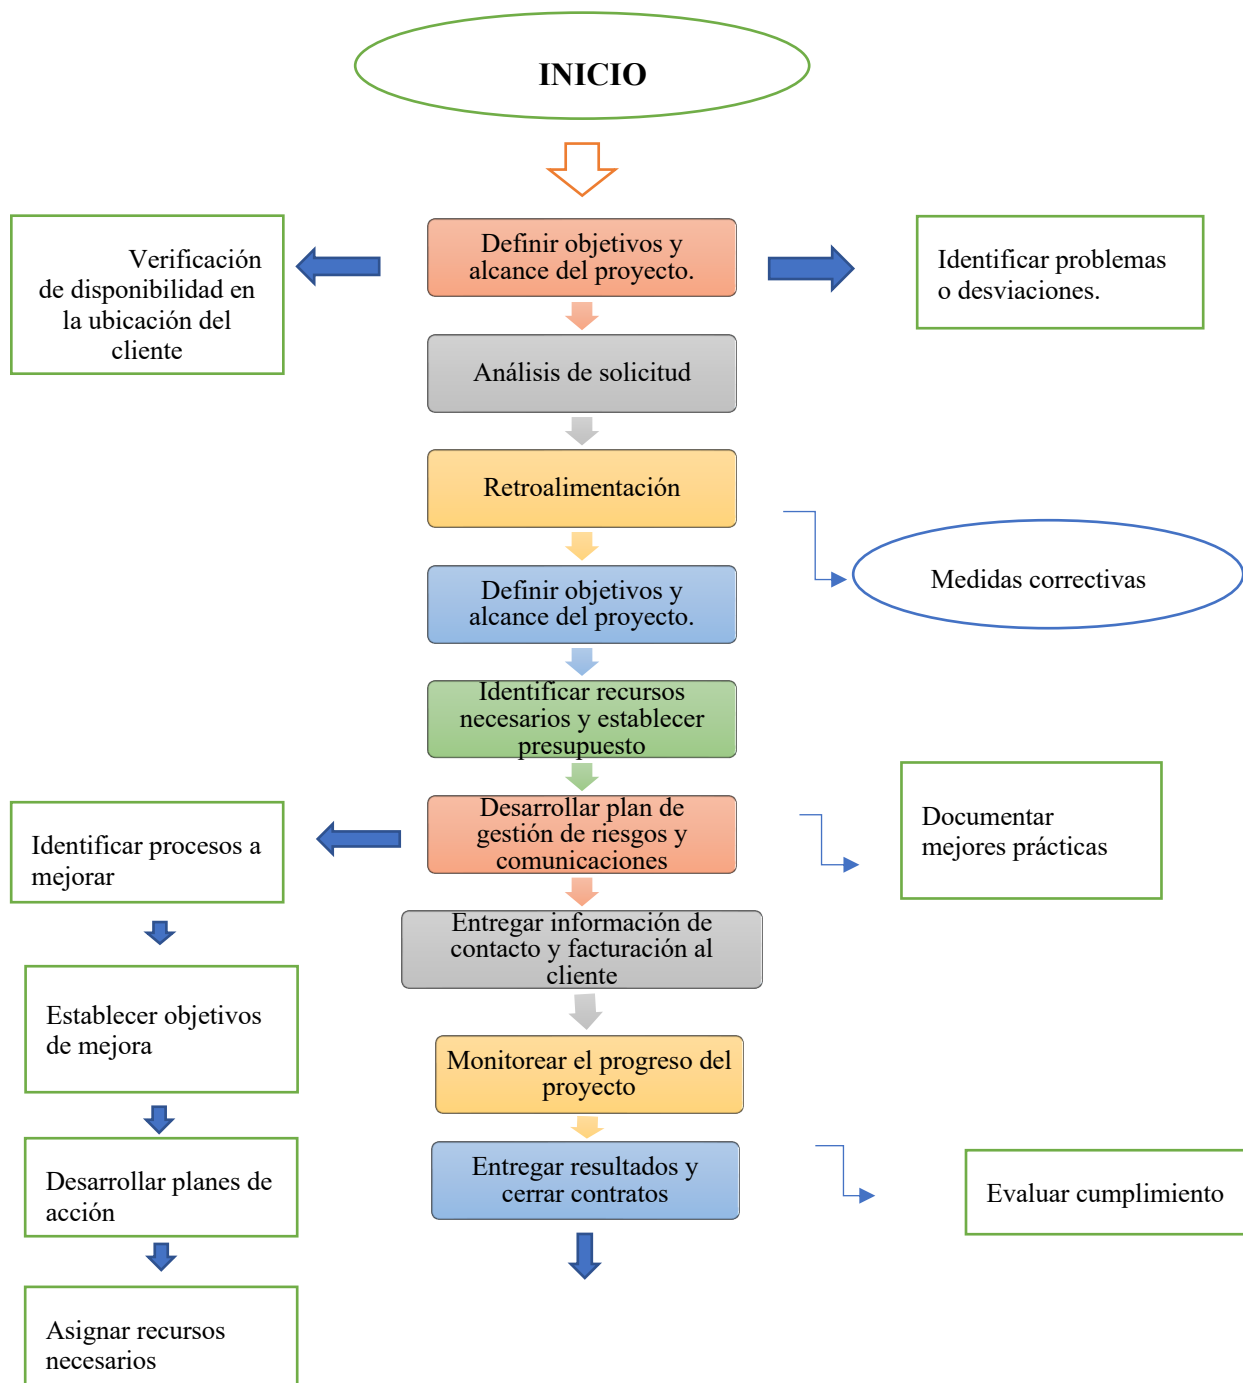 INICIO
Verificación
de disponibilidad en
la ubicación del
cliente
Definir objetivos y
alcance del proyecto.
Identificar problemas
o desviaciones.
Análisis de solicitud
Retroalimentación
Medidas correctivas
Definir objetivos y
alcance del proyecto.
Identificar recursos
necesarios y establecer
presupuesto
Desarrollar plan de
gestión de riesgos y
comunicaciones
Documentar
mejores prácticas
Identificar procesos a
mejorar
Entregar información de
contacto y facturación al
cliente
Establecer objetivos
de mejora
Monitorear el progreso del
proyecto
Desarrollar planes de
acción
Entregar resultados y
cerrar contratos
Evaluar cumplimiento
Asignar recursos
necesarios